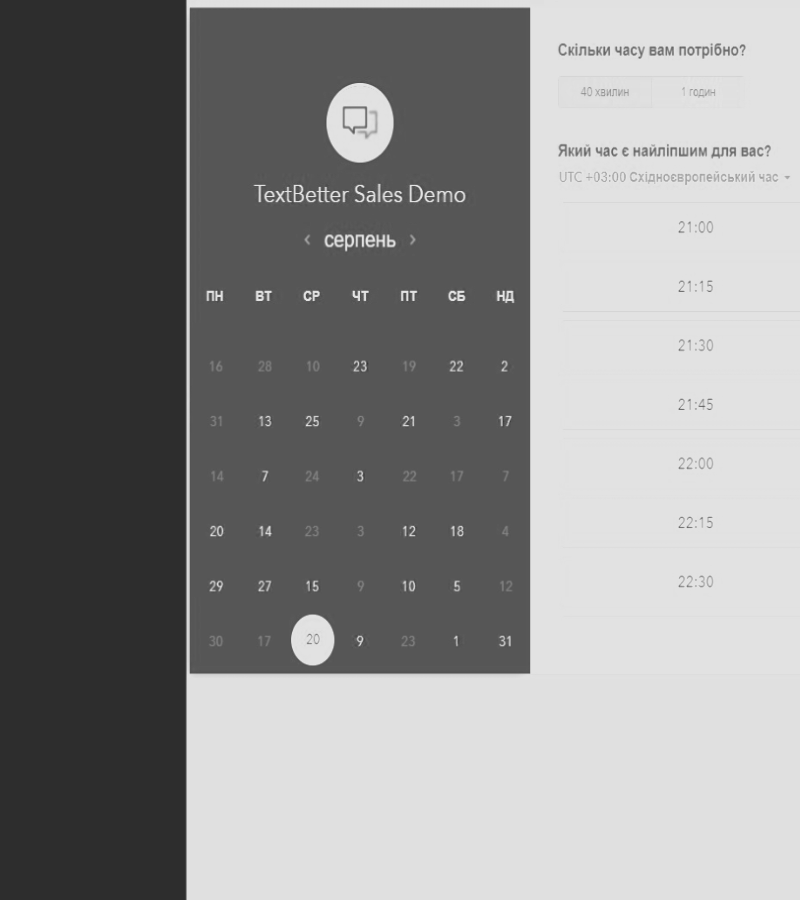 TextBetter Sales Demo
серпень
ПН ВТ СР ЧТ ПТ СБ НД
16 28 10 23 19 22 2
31 13 25 9 21 3 17
14 7 24 3 22 17 7
20 14 23 3 12 18 4
29 27 15 9 10 5 12
30 17 20 9 23 1 31
Скільки часу вам потрібно?
40 хвилин 1 годин
Який час є найліпшим для вас?
UTC +03:00 Східноєвропейський час
21:00
21:15
21:30
21:45
22:00
22:15
22:30